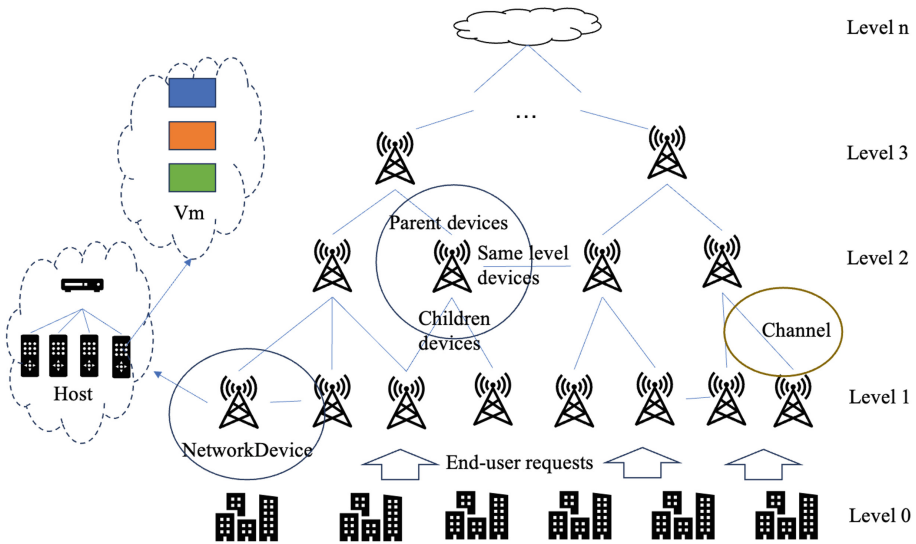 Level n
...
Level 3
Vm
Parent devices
Same level
devices
Level 2
Children
devices
Channel
Host
Level 1
NetworkDevice
End-user requests
Level 0